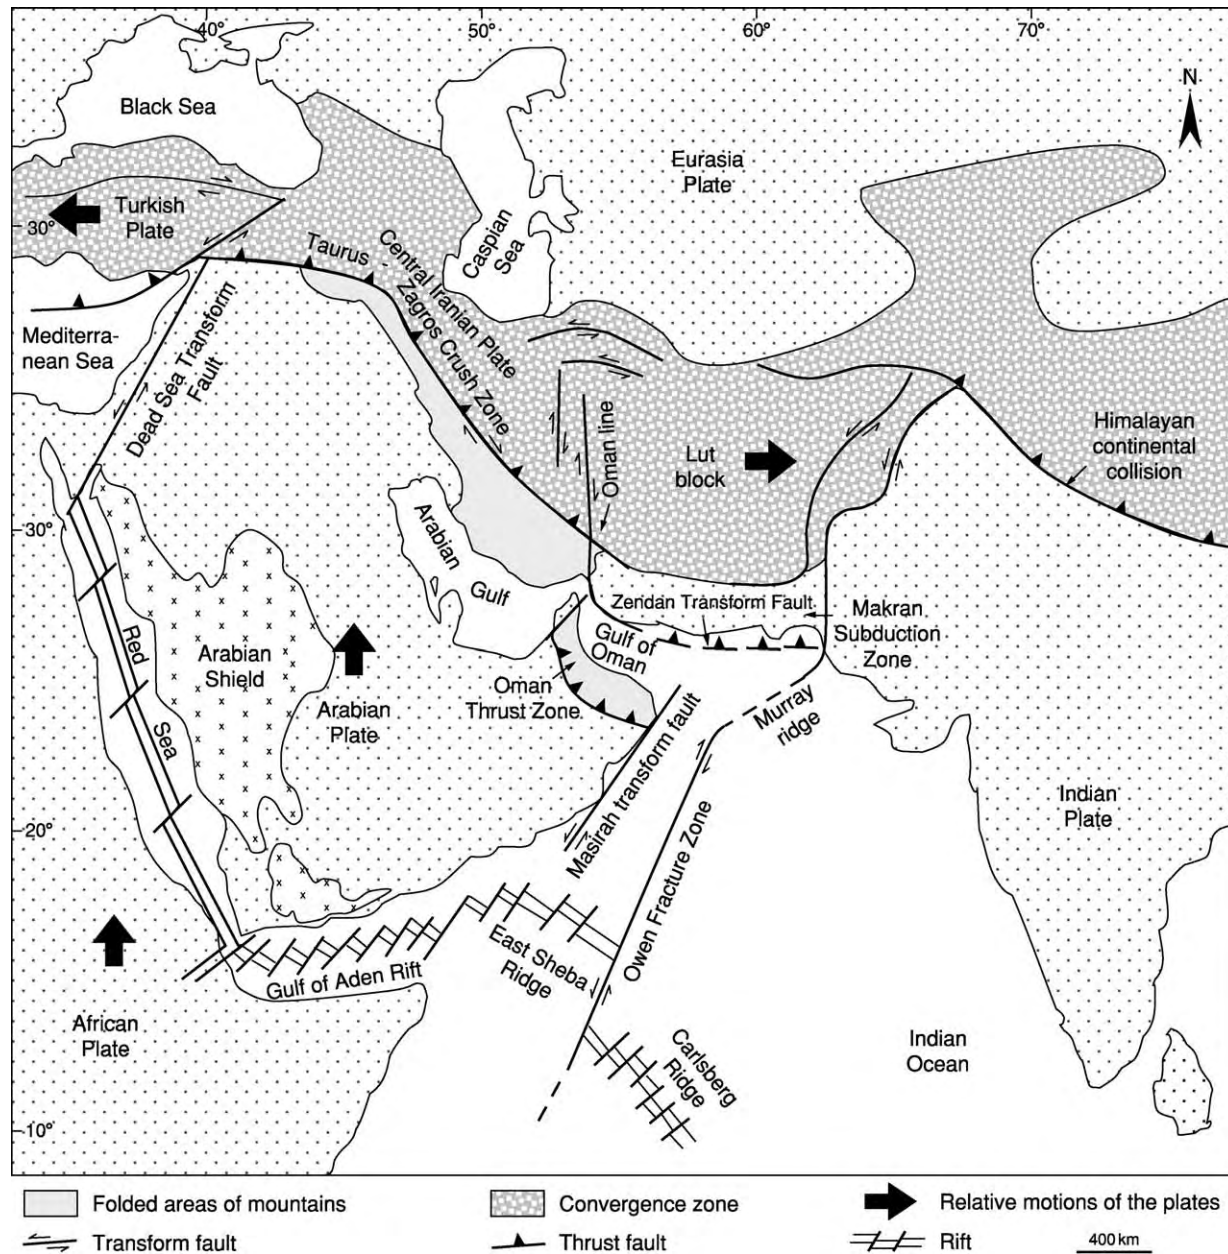 40°
50°
60°
70°
N
Black Sea
Eurasia
Plate
Turkish
Plate
30°
Caspian
Sea
Taurus -
Zagros Crush Zone
Central Iranian Plate
Mediterra-
nean Sea
Dead Sea Transform
Fault
Oman line
Lut
block
Himalayan
continental
collision
30°
Arabian
Gulf
Zendan Transform Fault
Makran
Subduction
Zone
Gulf of
Oman
Red
Sea
Arabian
Shield
Arabian
Plate
Oman
Thrust Zone
Murray
ridge
Masirah transform fault
Indian
Plate
20°
Owen Fracture Zone
East Sheba
Ridge
Gulf of Aden Rift
African
Plate
Carlsberg
Ridge
Indian
Ocean
10°
Folded areas of mountains
Convergence zone
Relative motions of the plates
Transform fault
Thrust fault
Rift
400 km